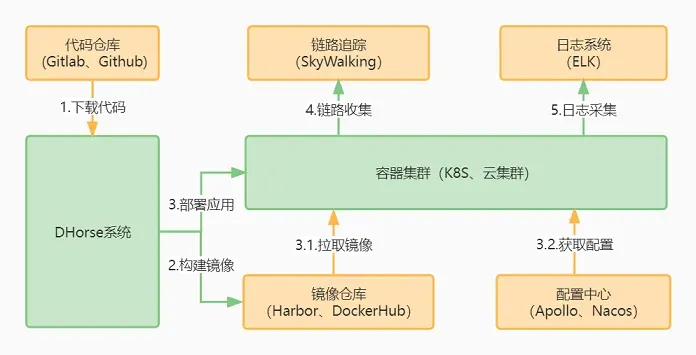 代码仓库
（Gitlab、Github）
链路追踪
（SkyWalking）
日志系统
（ELK）
1.下载代码
4.链路收集
5.日志采集
DHorse系统
容器集群（K8S、云集群）
3.部署应用
2.构建镜像
3.1.拉取镜像
3.2.获取配置
镜像仓库
（Harbor、DockerHub）
配置中心
（Apollo、Nacos）